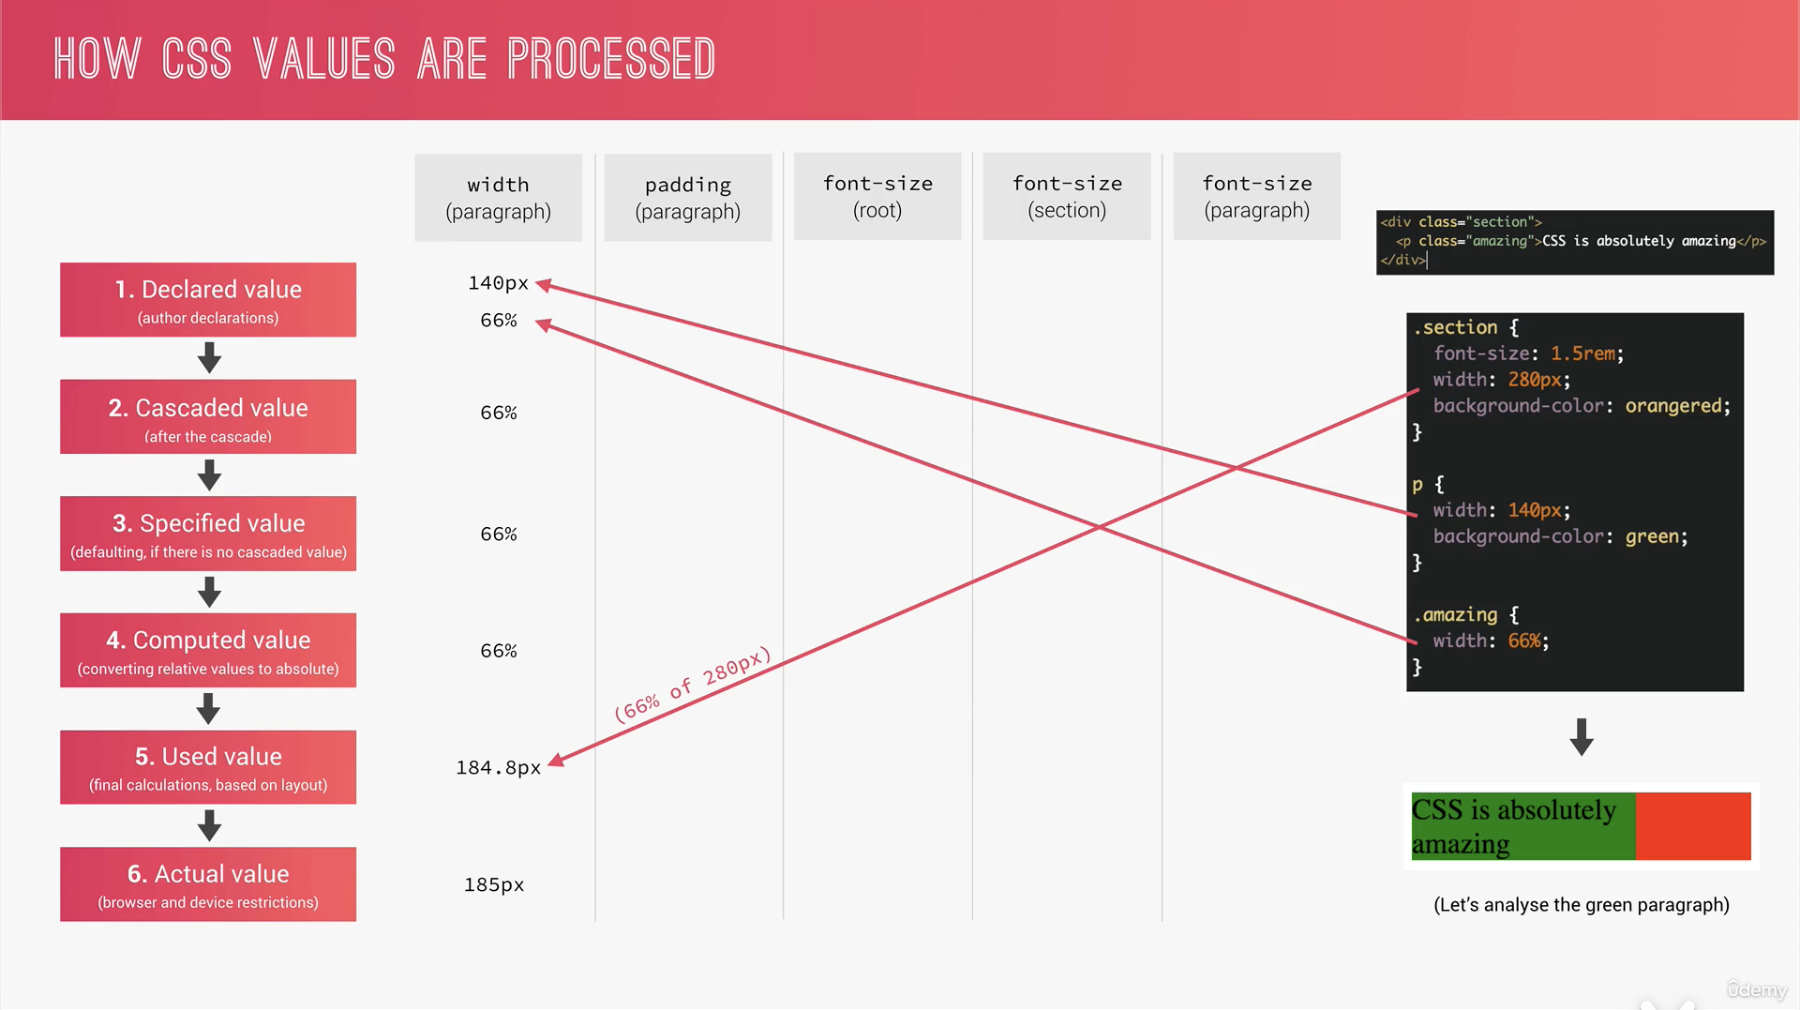 HOW CSS VALUES ARE PROCESSED
width
(paragraph)
padding
(paragraph)
font-size
(root)
font-size
(section)
font-size
(paragraph)
1. Declared value
(author declarations)
140px
66%
2. Cascaded value
(after the cascade)
66%
3. Specified value
(defaulting, if there is no cascaded value)
66%
4. Computed value
(converting relative values to absolute)
66%
(66% of 280px)
5. Used value
(final calculations, based on layout)
184.8px
6. Actual value
(browser and device restrictions)
185px
<div class="section">
<p class="amazing">CSS is absolutely amazing</p>
</div>
.section {
font-size: 1.5rem;
width: 280px;
background-color: orangered;
}
p {
width: 140px;
background-color: green;
}
.amazing {
width: 66%;
}
CSS is absolutely
amazing
(Let's analyse the green paragraph)
ûdemy